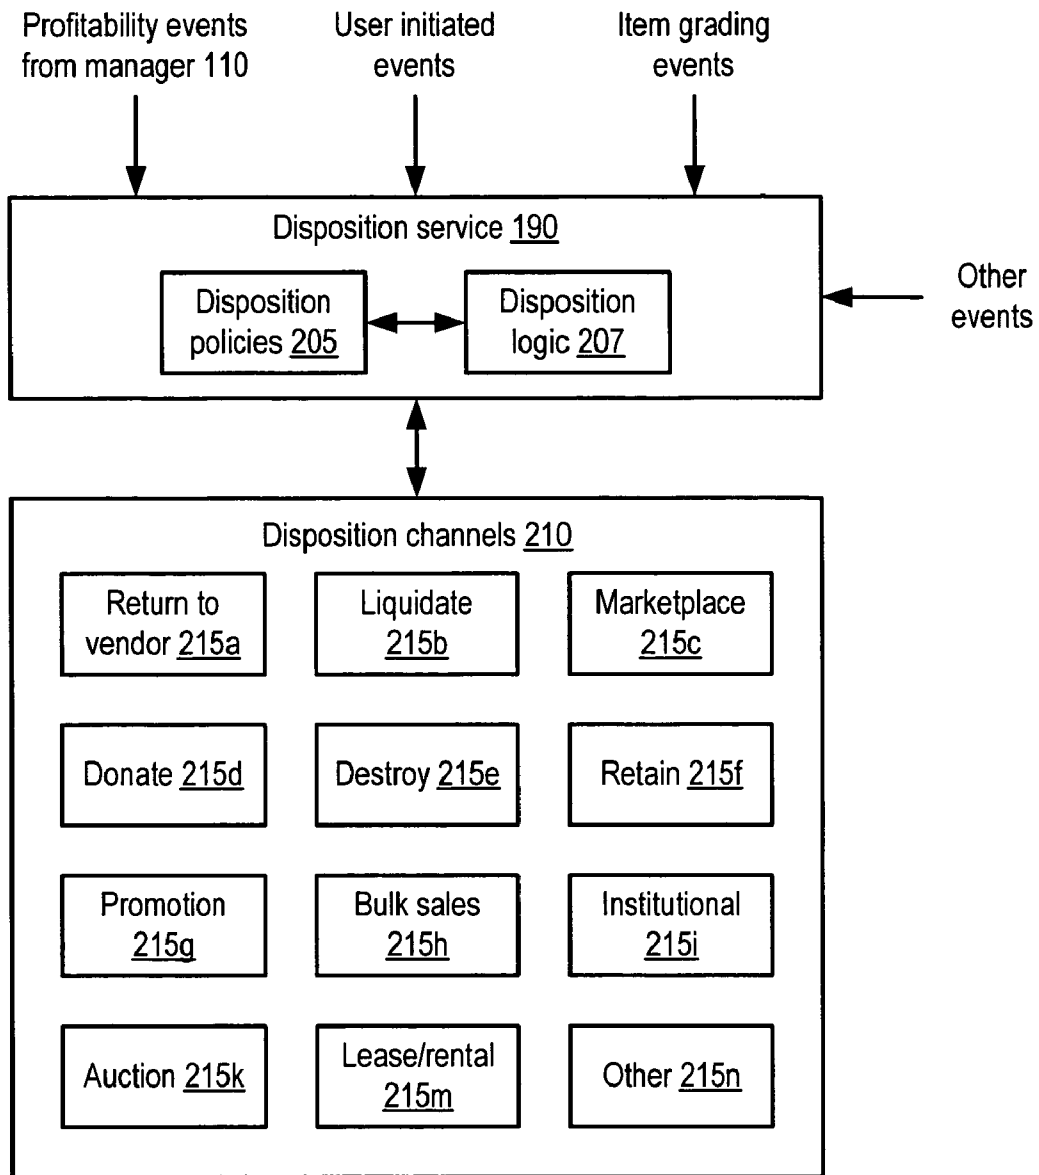 Profitability events
from manager 110
User initiated
events
Item grading
events
Disposition service 190
Disposition
policies 205
Disposition
logic 207
Other
events
Disposition channels 210
Return to
vendor 215a
Liquidate
215b
Marketplace
215c
Donate 215d
Destroy 215e
Retain 215f
Promotion
215g
Bulk sales
215h
Institutional
215i
Auction 215k
Lease/rental
215m
Other 215n